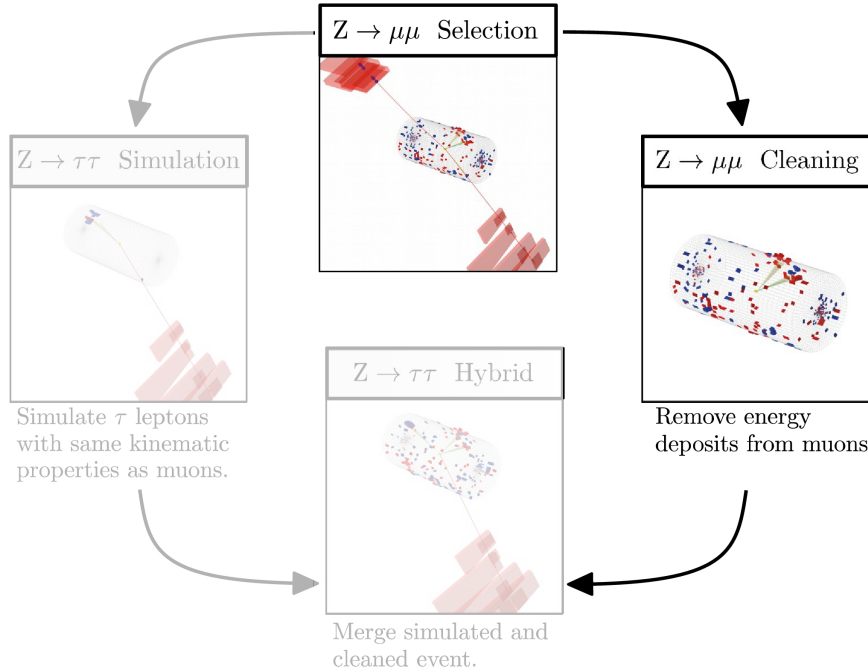 Z → μμ Selection
Z → ττ Simulation
Z → μμ Cleaning
Simulate τ leptons
with same kinematic
properties as muons.
Remove energy
deposits from muons
Z → ττ Hybrid
Merge simulated and
cleaned event.